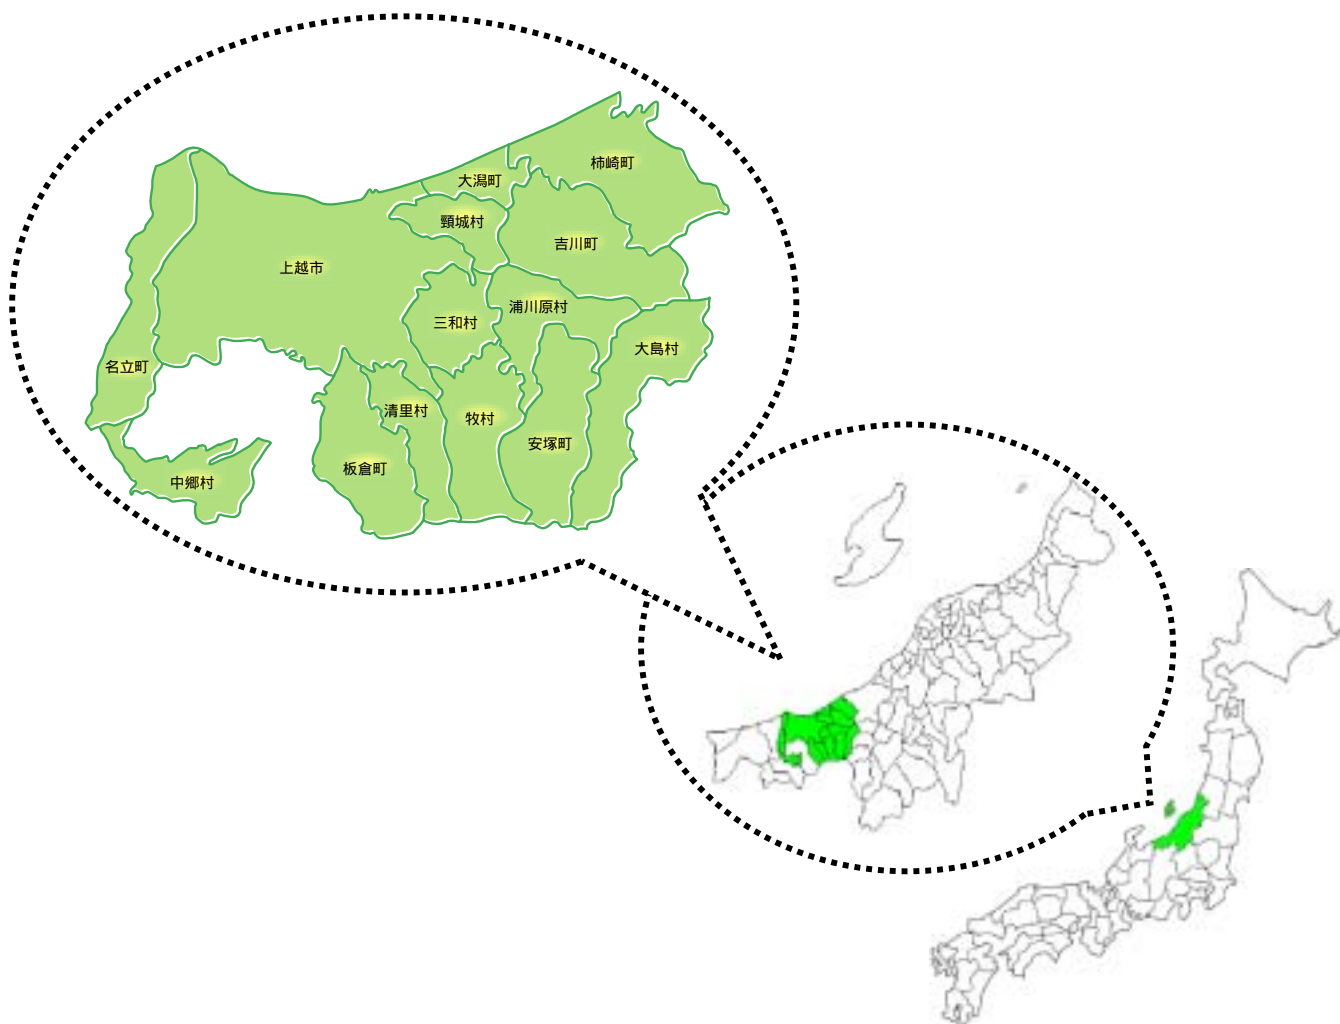 柿崎町
大潟町
頸城村
吉川町
上越市
浦川原村
三和村
大島村
名立町
清里村
牧村
安塚町
板倉町
中郷村